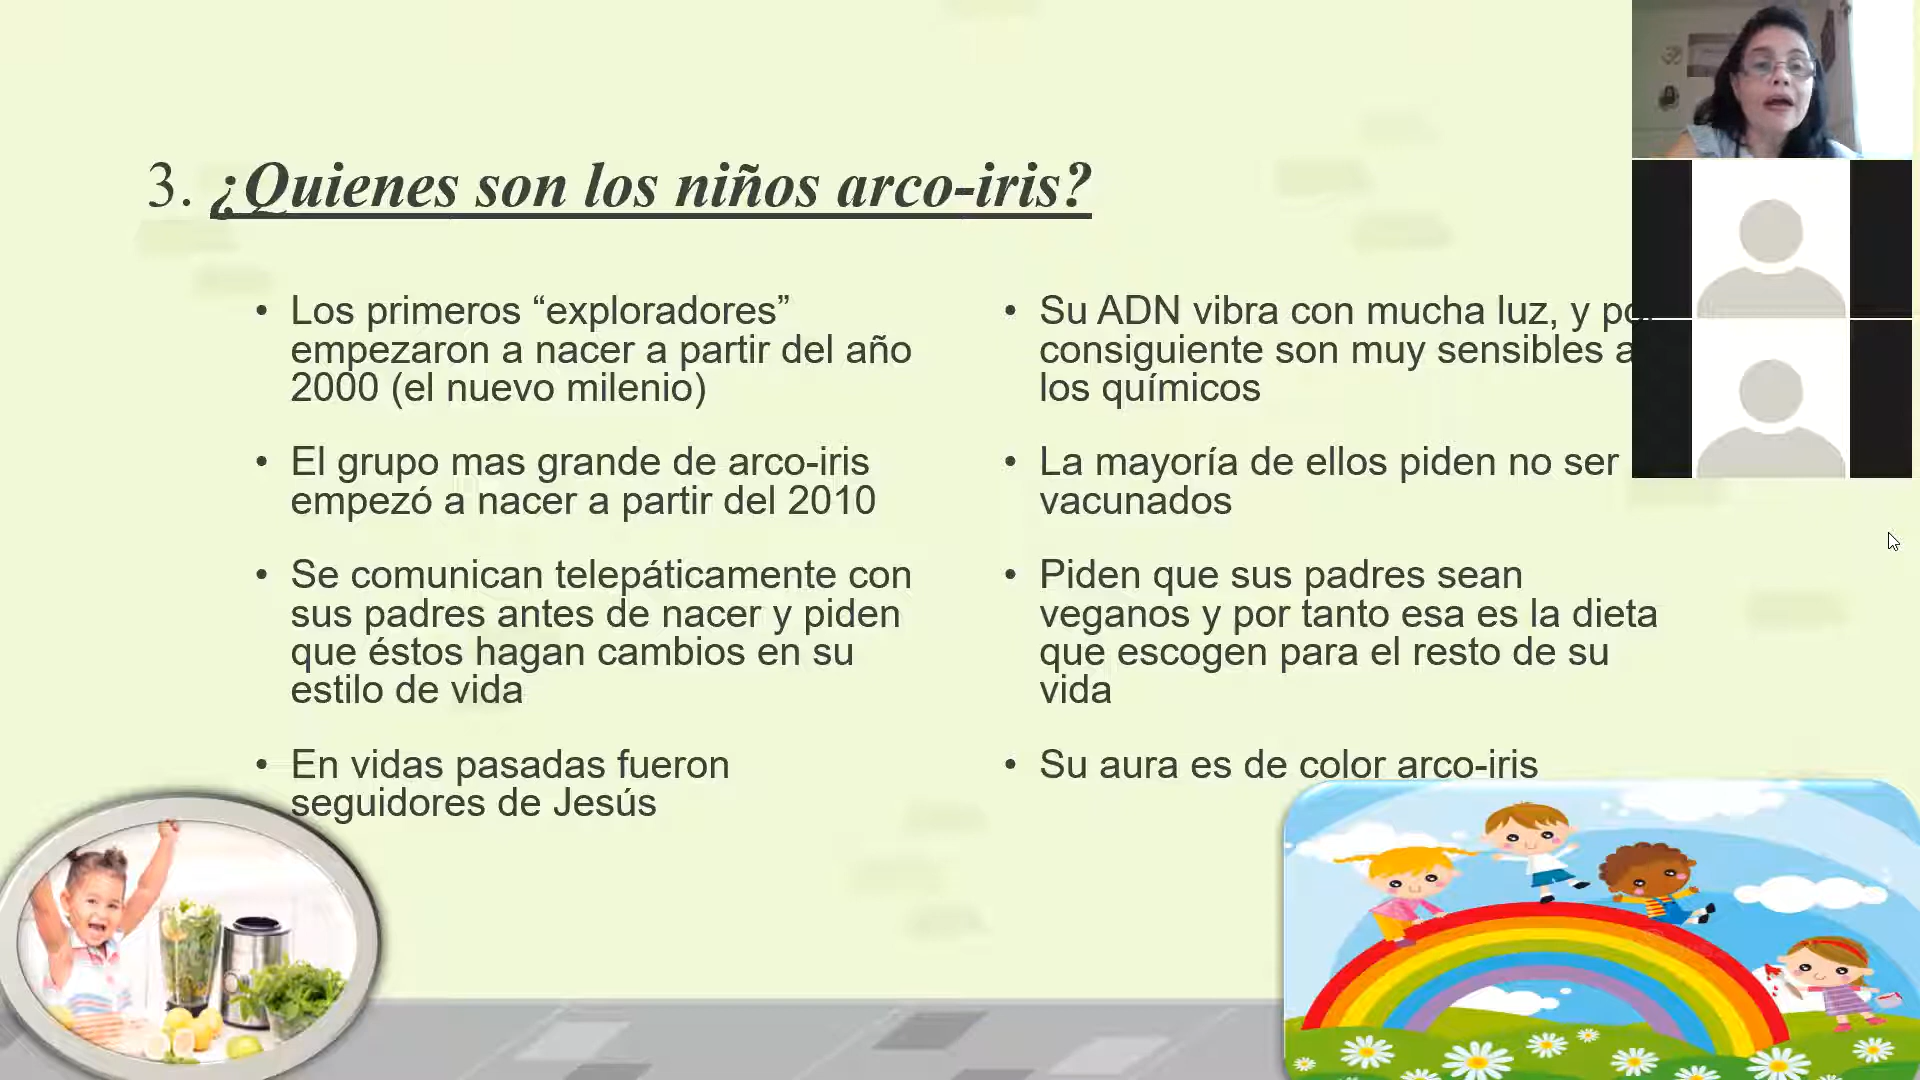 3. ¿Quienes son los niños arco-iris?
• Los primeros “exploradores”
empezaron a nacer a partir del año
2000 (el nuevo milenio)
• El grupo mas grande de arco-iris
empezó a nacer a partir del 2010
• Se comunican telepáticamente con
sus padres antes de nacer y piden
que éstos hagan cambios en su
estilo de vida
• En vidas pasadas fueron
seguidores de Jesús
• Su ADN vibra con mucha luz, y por
consiguiente son muy sensibles a
los químicos
• La mayoría de ellos piden no ser
vacunados
• Piden que sus padres sean
veganos y por tanto esa es la dieta
que escogen para el resto de su
vida
• Su aura es de color arco-iris